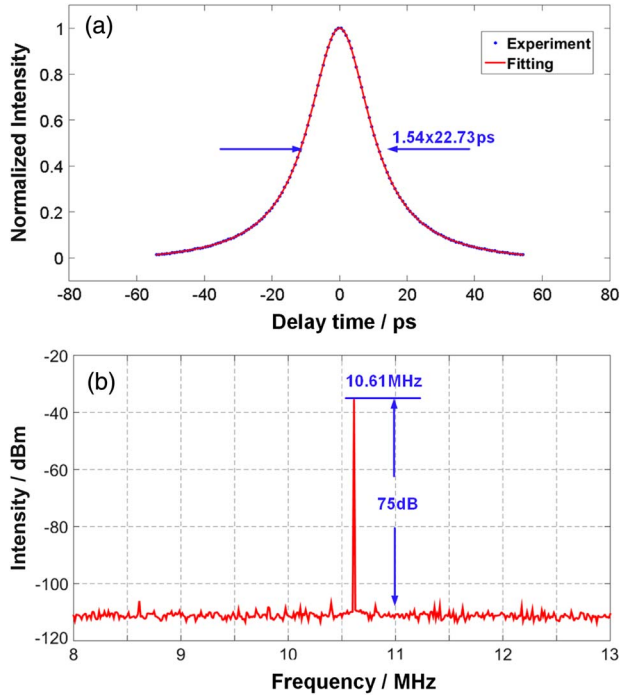 (a)
Experiment
Fitting
1.54x22.73ps
Normalized Intensity
1
0.8
0.6
0.4
0.2
0
-80 -60 -40 -20 0 20 40 60 80
Delay time / ps
(b)
10.61MHz
75dB
Intensity / dBm
-20
-40
-60
-80
-100
-120
8 9 10 11 12 13
Frequency / MHz